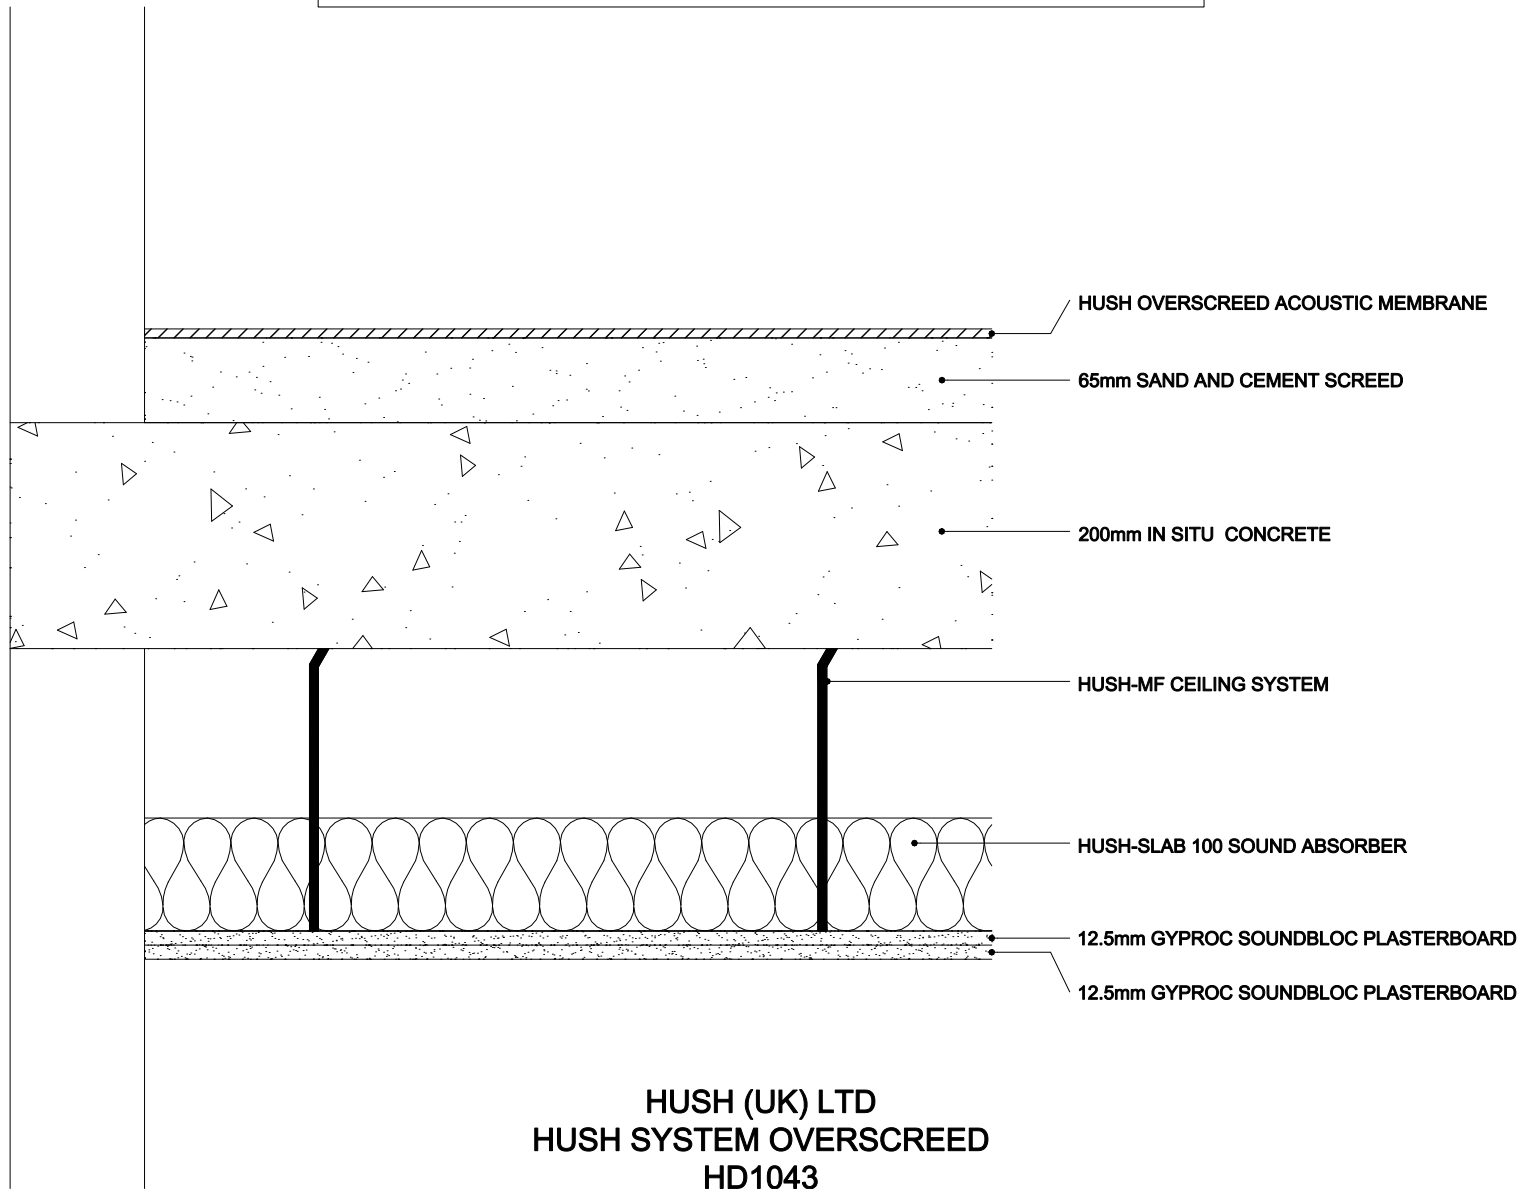 HUSH OVERSCREED ACOUSTIC MEMBRANE
65mm SAND AND CEMENT SCREED
200mm IN SITU  CONCRETE
HUSH-MF CEILING SYSTEM
HUSH-SLAB 100 SOUND ABSORBER
12.5mm GYPROC SOUNDBLOC PLASTERBOARD
12.5mm GYPROC SOUNDBLOC PLASTERBOARD
HUSH (UK) LTD
HUSH SYSTEM OVERSCREED
HD1043